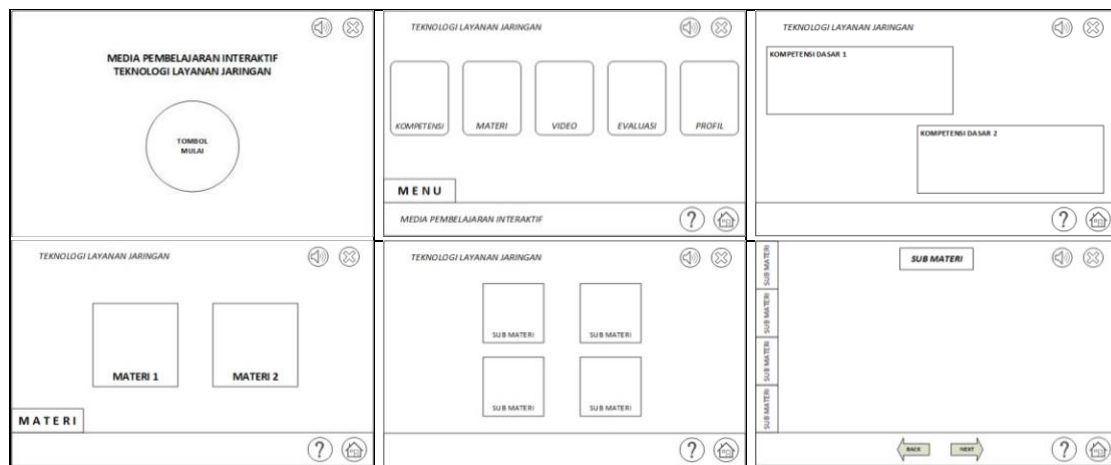 MEDIA PEMBELAJARAN INTERAKTIF
TEKNOLOGI LAYANAN JARINGAN
TOMBOL
MULAI
TEKNOLOGI LAYANAN JARINGAN
KOMPETENSI
MATERI
VIDEO
EVALUASI
PROFIL
MENU
MEDIA PEMBELAJARAN INTERAKTIF
?
TEKNOLOGI LAYANAN JARINGAN
KOMPETENSI DASAR 1
KOMPETENSI DASAR 2
?
TEKNOLOGI LAYANAN JARINGAN
MATERI 1
MATERI 2
MATERI
?
TEKNOLOGI LAYANAN JARINGAN
SUB MATERI
SUB MATERI
SUB MATERI
SUB MATERI
?
SUB MATERI
SUB MATERI
SUB MATERI
SUB MATERI
SUB MATERI
BACK
NEXT
?